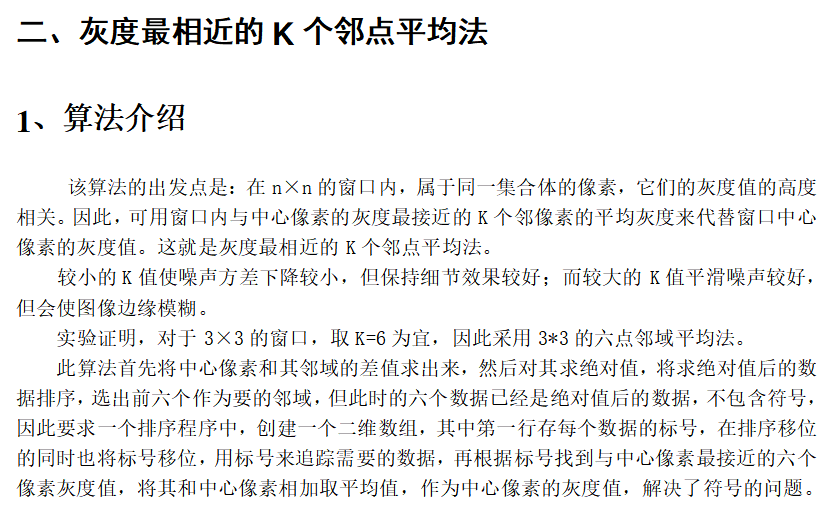 二、灰度最相近的 K 个邻点平均法
1、算法介绍
该算法的出发点是：在 n×n 的窗口内，属于同一集合体的像素，它们的灰度值的高度
相关。因此，可用窗口内与中心像素的灰度最接近的 K 个邻像素的平均灰度来代替窗口中心
像素的灰度值。这就是灰度最相近的 K 个邻点平均法。
较小的 K 值使噪声方差下降较小，但保持细节效果较好；而较大的 K 值平滑噪声较好，
但会使图像边缘模糊。
实验证明，对于 3×3 的窗口，取 K=6 为宜，因此采用 3*3 的六点邻域平均法。
此算法首先将中心像素和其邻域的差值求出来，然后对其求绝对值，将求绝对值后的数
据排序，选出前六个作为要的邻域，但此时的六个数据已经是绝对值后的数据，不包含符号，
因此要求一个排序程序中，创建一个二维数组，其中第一行存每个数据的标号，在排序移位
的同时也将标号移位，用标号来追踪需要的数据，再根据标号找到与中心像素最接近的六个
像素灰度值，将其和中心像素相加取平均值，作为中心像素的灰度值，解决了符号的问题。